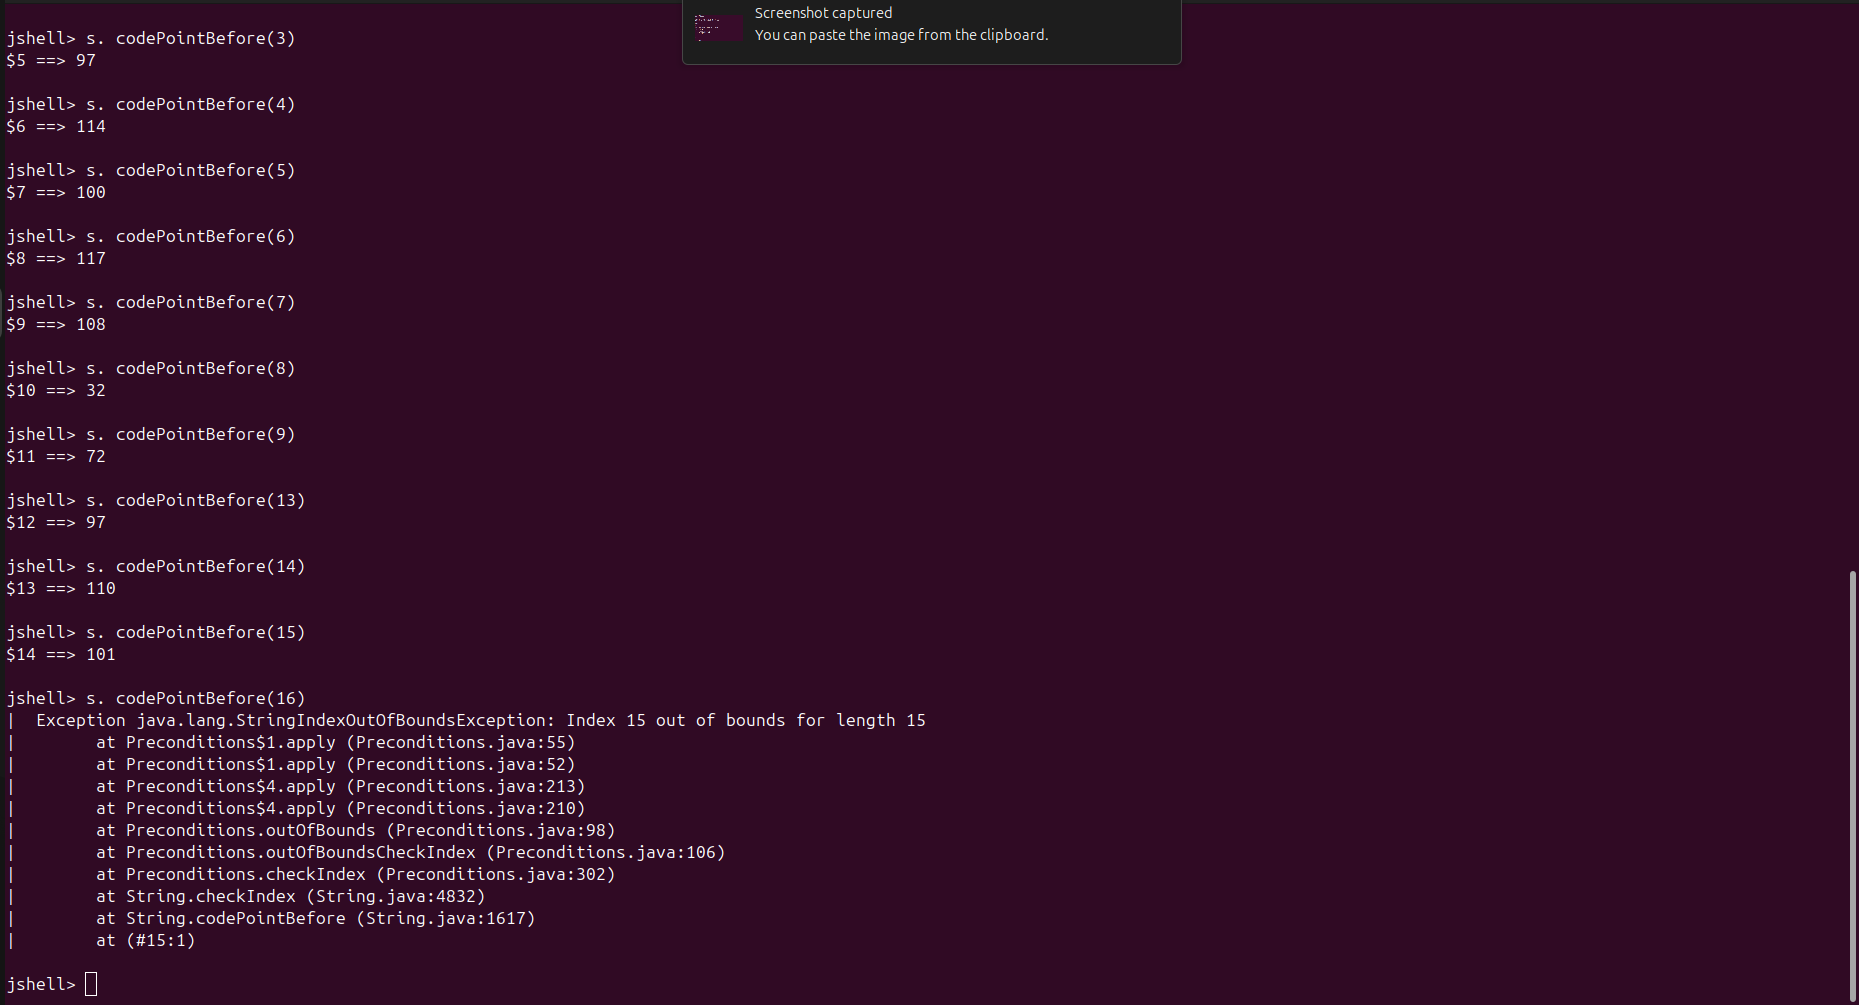 Screenshot captured
You can paste the image from the clipboard.
jshell> s. codePointBefore(3)
$5 ==> 97
jshell> s. codePointBefore(4)
$6 ==> 114
jshell> s. codePointBefore(5)
$7 ==> 100
jshell> s. codePointBefore(6)
$8 ==> 117
jshell> s. codePointBefore(7)
$9 ==> 108
jshell> s. codePointBefore(8)
$10 ==> 32
jshell> s. codePointBefore(9)
$11 ==> 72
jshell> s. codePointBefore(13)
$12 ==> 97
jshell> s. codePointBefore(14)
$13 ==> 110
jshell> s. codePointBefore(15)
$14 ==> 101
jshell> s. codePointBefore(16)
|  Exception java.lang.StringIndexOutOfBoundsException: Index 15 out of bounds for length 15
|        at Preconditions$1.apply (Preconditions.java:55)
|        at Preconditions$1.apply (Preconditions.java:52)
|        at Preconditions$4.apply (Preconditions.java:213)
|        at Preconditions$4.apply (Preconditions.java:210)
|        at Preconditions.outOfBounds (Preconditions.java:98)
|        at Preconditions.outOfBoundsCheckIndex (Preconditions.java:106)
|        at Preconditions.checkIndex (Preconditions.java:302)
|        at String.checkIndex (String.java:4832)
|        at String.codePointBefore (String.java:1617)
|        at (#15:1)
jshell>